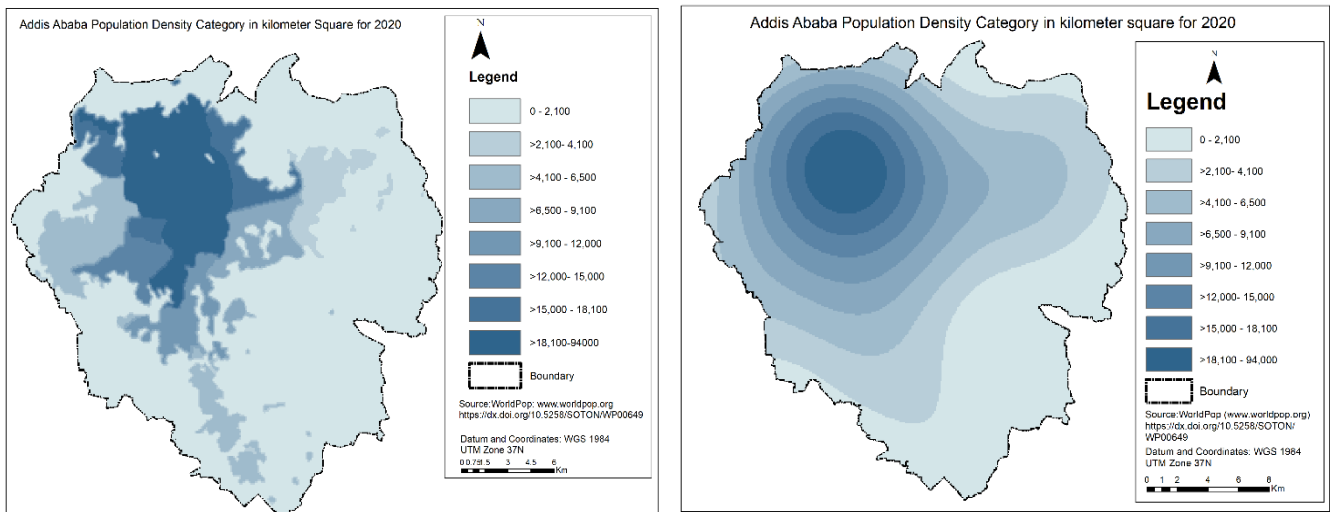 Addis Ababa Population Density Category in kilometer Square for 2020
N
Legend
0 - 2,100
>2,100- 4,100
>4,100 - 6,500
>6,500 - 9,100
>9,100 - 12,000
>12,000- 15,000
>15,000 - 18,100
>18,100-94000
Boundary
Source:WorldPop: www.worldpop.org
https://dx.doi.org/10.5258/SOTON/WP00649
Datum and Coordinates: WGS 1984
UTM Zone 37N
0 0.75 1.5 3 4.5 6
Km
Addis Ababa Population Density Category in kilometer square for 2020
N
Legend
0 - 2,100
>2,100- 4,100
>4,100 - 6,500
>6,500 - 9,100
>9,100 - 12,000
>12,000- 15,000
>15,000 - 18,100
>18,100 - 94,000
Boundary
Source:WorldPop (www.worldpop.org)
https://dx.doi.org/10.5258/SOTON/
WP00649
Datum and Coordinates: WGS 1984
UTM Zone 37N
0 2 4 6 8
Km